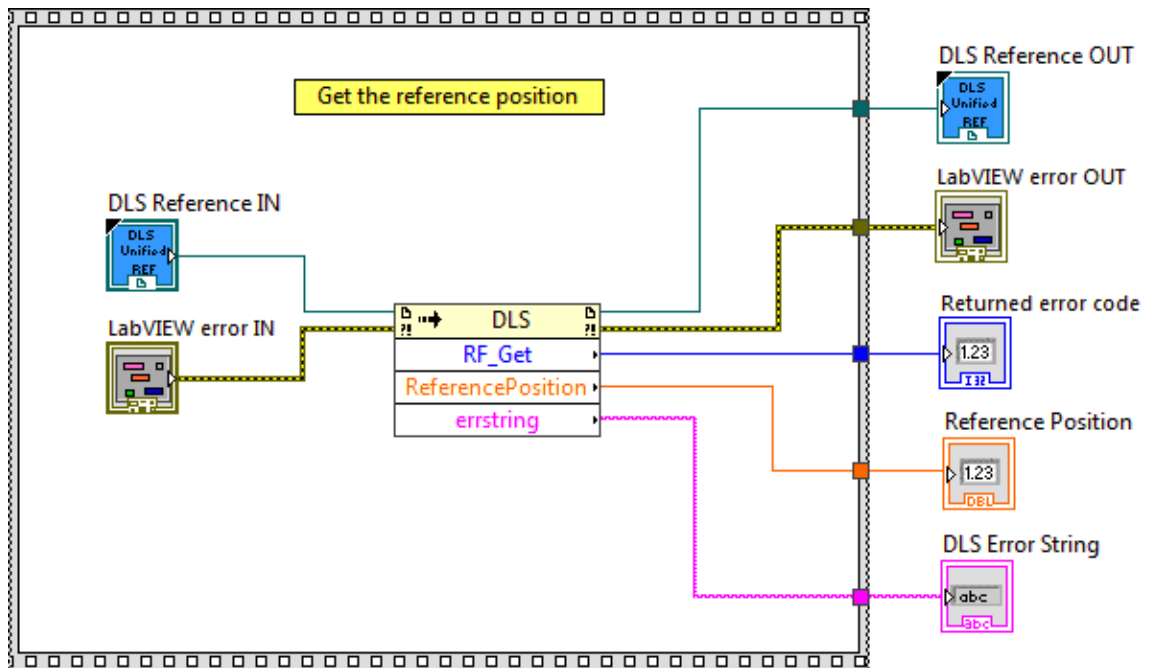 DLS Reference OUT
DLS
Unified
REF
Get the reference position
LabVIEW error OUT
DLS Reference IN
DLS
Unified
REF
LabVIEW error IN
DLS
RF_Get
ReferencePosition
errstring
Returned error code
1.23
I32
Reference Position
1.23
DBL
DLS Error String
abc
abc